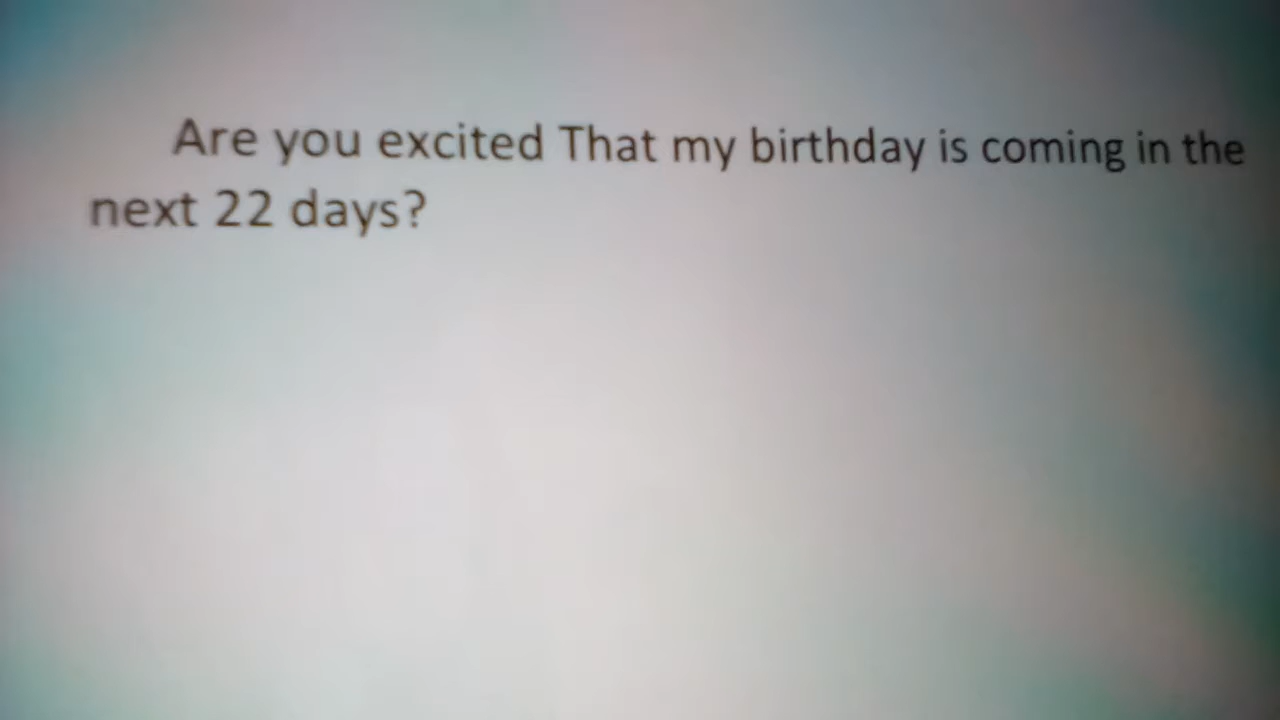 Are you excited That my birthday is coming in the
next 22 days?